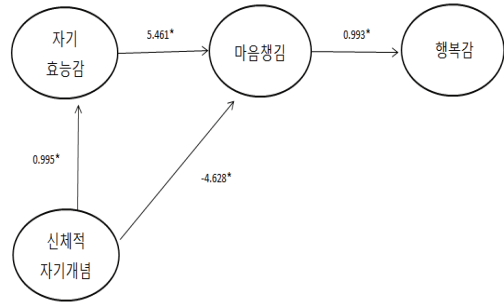 자기
효능감
5.461*
마음챙김
0.993*
행복감
0.995*
-4.628*
신체적
자기개념